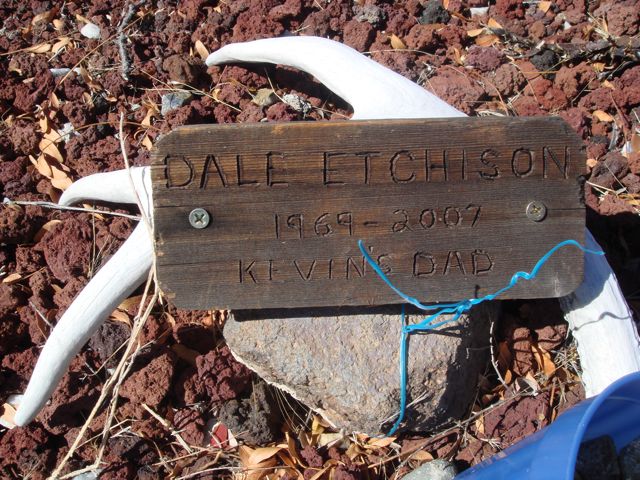 DALE ETCHISON
1969-2007
KEVIN'S DAD